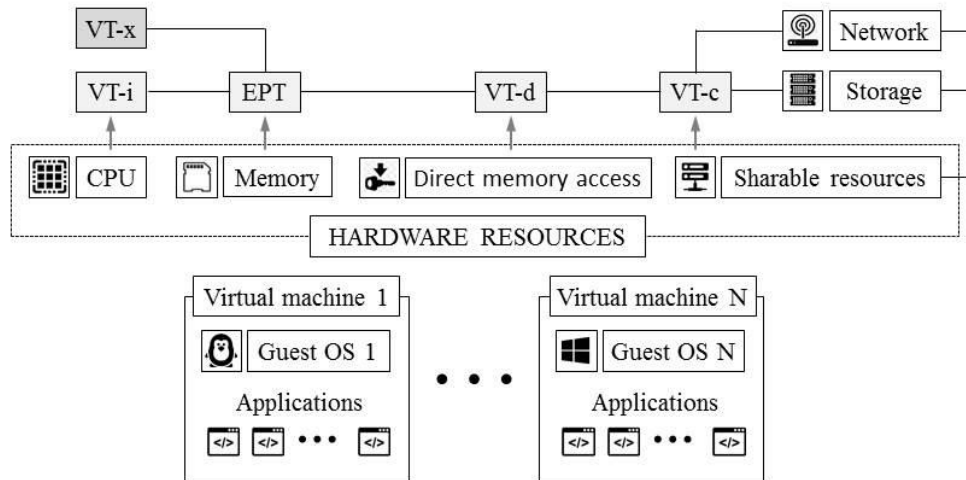 VT-x
Network
VT-i
EPT
VT-d
VT-c
Storage
CPU
Memory
Direct memory access
Sharable resources
HARDWARE RESOURCES
Virtual machine 1
Virtual machine N
Guest OS 1
Guest OS N
Applications
Applications
</>
</>
</>
</>
</>
</>